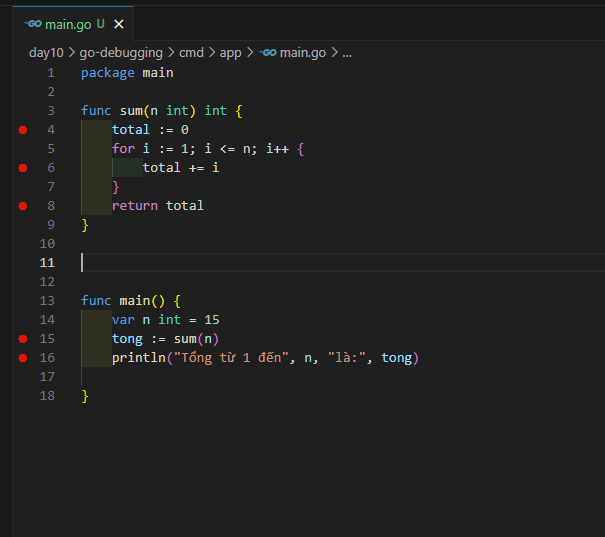 GO main.go U ×
day10 > go-debugging > cmd > app > GO main.go > ...
1 package main
2
3 func sum(n int) int {
4     total := 0
5     for i := 1; i <= n; i++ {
6         total += i
7     }
8     return total
9 }
10
11
12
13 func main() {
14     var n int = 15
15     tong := sum(n)
16     println("Tổng từ 1 đến", n, "là:", tong)
17
18 }